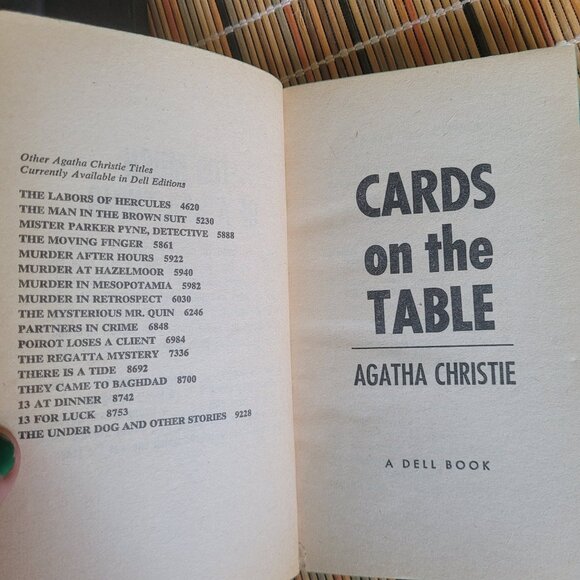 Other Agatha Christie Titles
Currently Available in Dell Editions
THE LABORS OF HERCULES 4620
THE MAN IN THE BROWN SUIT 5230
MISTER PARKER PYNE, DETECTIVE 5888
THE MOVING FINGER 5861
MURDER AFTER HOURS 5922
MURDER AT HAZELMOOR 5940
MURDER IN MESOPOTAMIA 5982
MURDER IN RETROSPECT 6030
THE MYSTERIOUS MR. QUIN 6246
PARTNERS IN CRIME 6848
POIROT LOSES A CLIENT 6984
THE REGATTA MYSTERY 7336
THERE IS A TIDE 8692
THEY CAME TO BAGHDAD 8700
13 AT DINNER 8742
13 FOR LUCK 8753
THE UNDER DOG AND OTHER STORIES 9228
CARDS
on the
TABLE
AGATHA CHRISTIE
A DELL BOOK